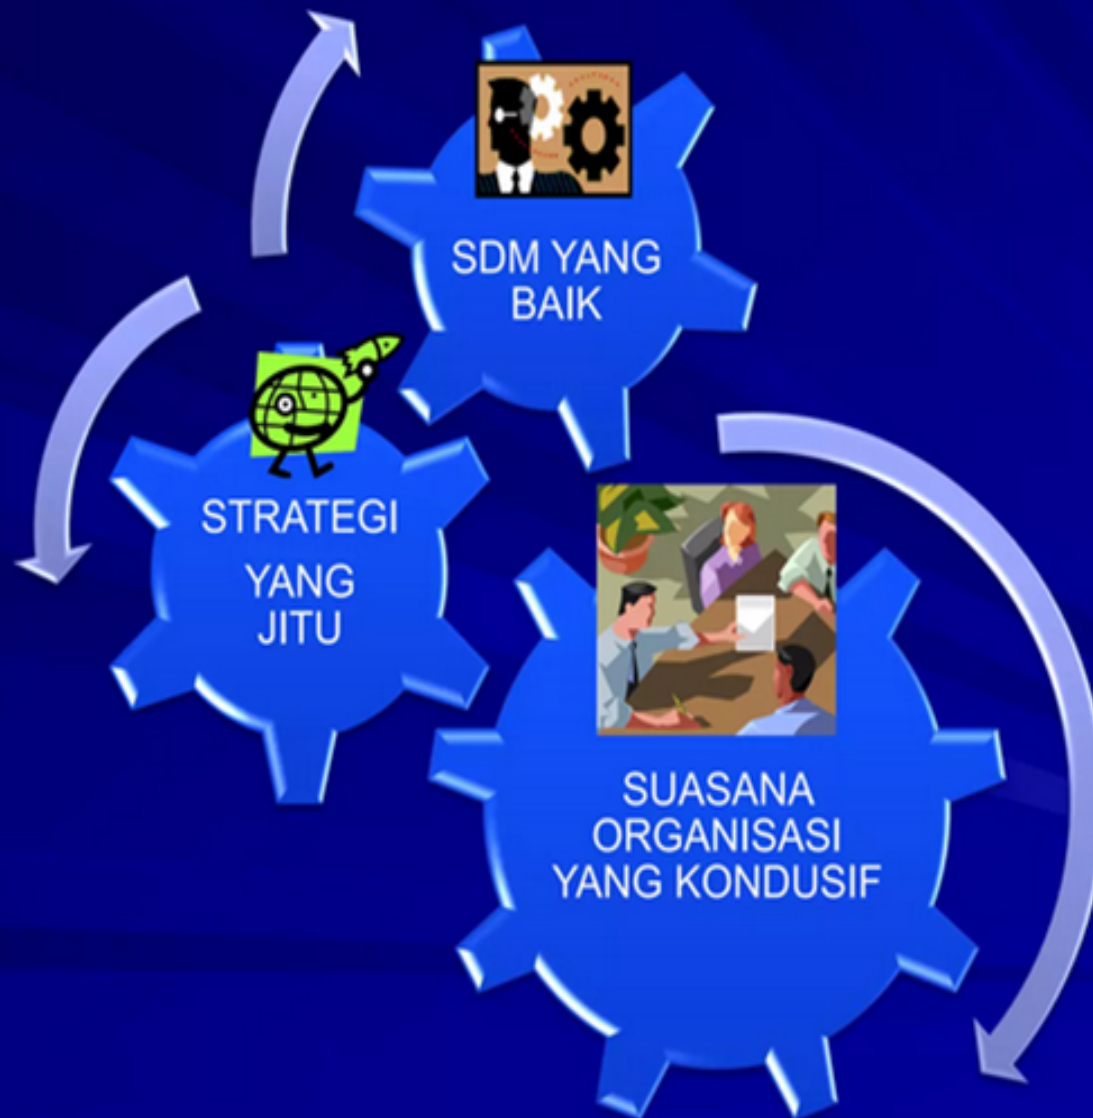 SDM YANG
BAIK
STRATEGI
YANG
JITU
SUASANA
ORGANISASI
YANG KONDUSIF